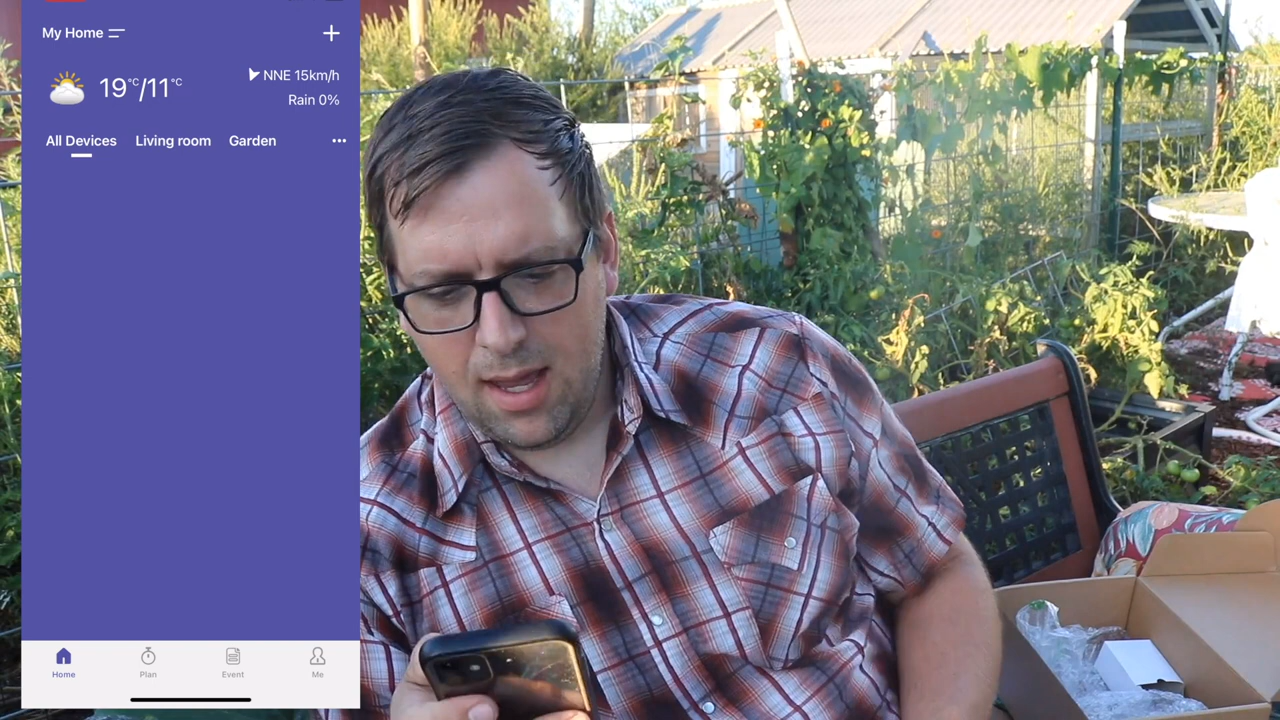 My Home
19°C/11°C
NNE 15km/h
Rain 0%
All Devices Living room Garden
Home Plan Event Me